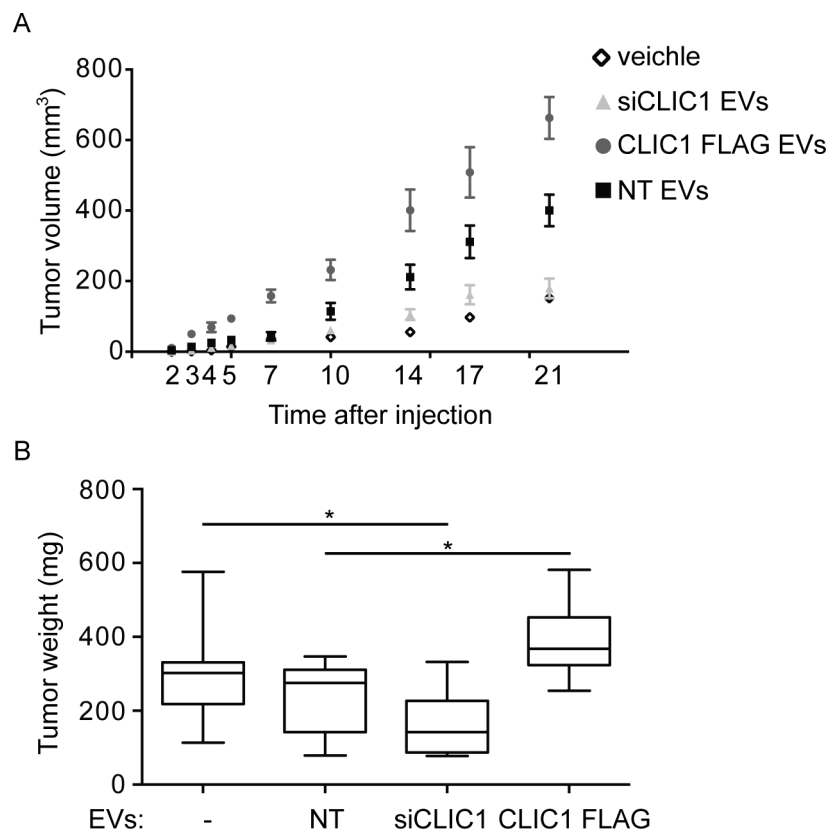 A
Tumor volume (mm³)
800
600
400
200
0
2 3 4 5 7 10 14 17 21
Time after injection
veichle
siCLIC1 EVs
CLIC1 FLAG EVs
NT EVs
B
Tumor weight (mg)
800
600
400
200
0
*
*
EVs: - NT siCLIC1 CLIC1 FLAG